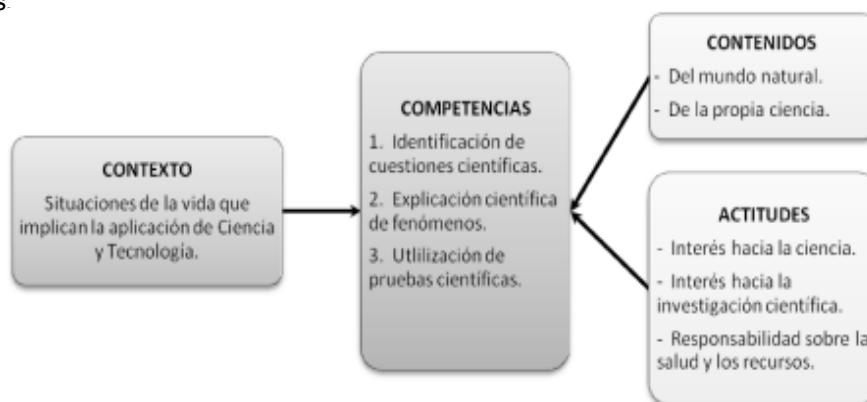 s.
CONTEXTO
Situaciones de la vida que
implican la aplicación de Ciencia
y Tecnología.
COMPETENCIAS
1. Identificación de
cuestiones científicas.
2. Explicación científica
de fenómenos.
3. Utlilización de
pruebas científicas.
CONTENIDOS
- Del mundo natural.
- De la propia ciencia.
ACTITUDES
- Interés hacia la ciencia.
- Interés hacia la
investigación científica.
- Responsabilidad sobre la
salud y los recursos.